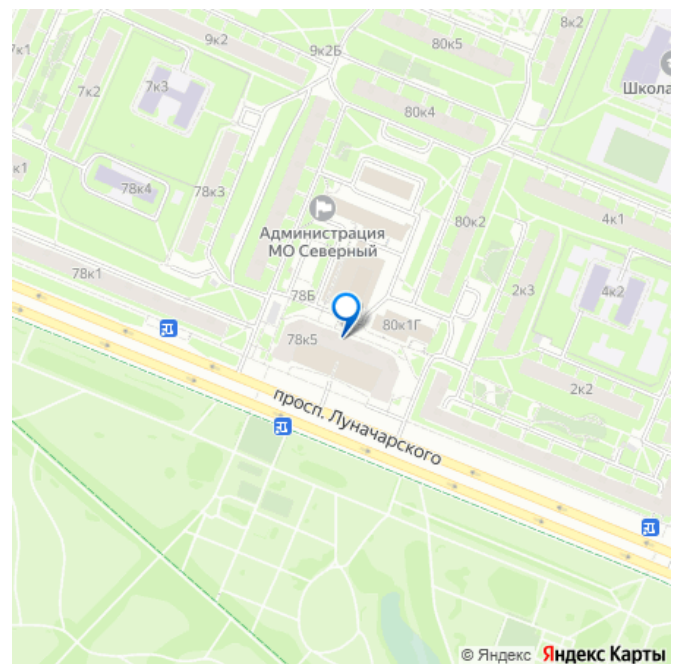 8к2
7к1
9к2
9к2Б
80к5
7к3
7к2
Школа
80к4
к1
78к4
78к3
Администрация
МО Северный
80к2
4к1
78к1
78Б
2к3
4к2
80к1Г
78к5
2к2
просп. Луначарского
© Яндекс Яндекс Карты